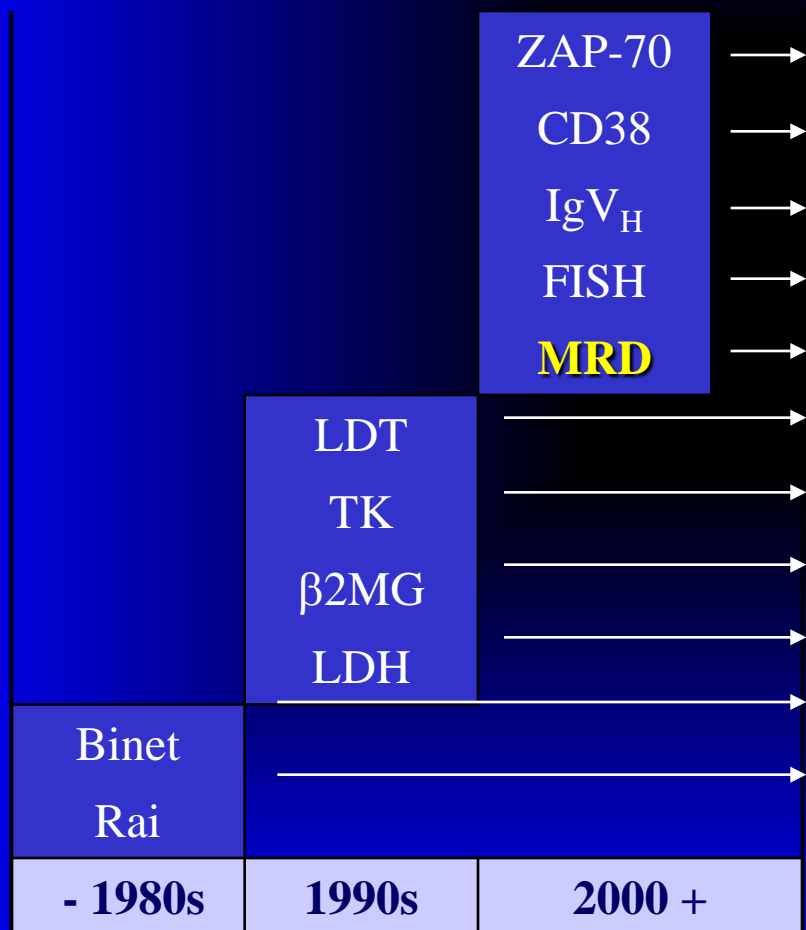 ZAP-70
CD38
IgVH
FISH
MRD
LDT
TK
β2MG
LDH
Binet
Rai
- 1980s
1990s
2000 +